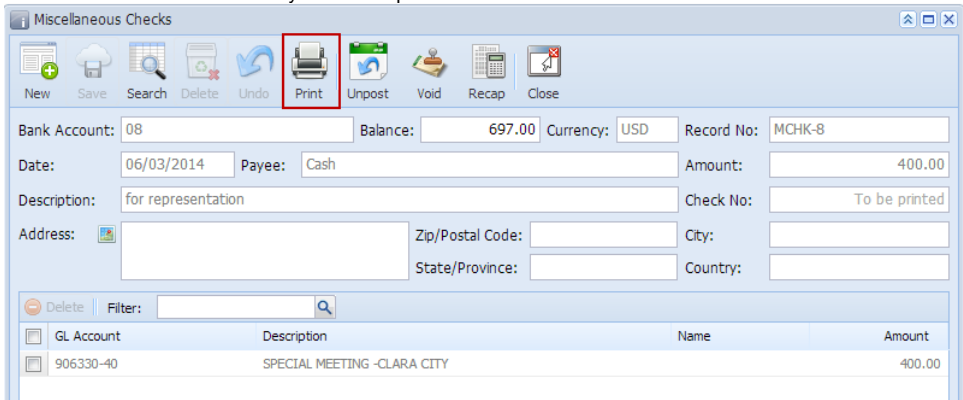 Miscellaneous Checks
New Save Search Delete Undo Print Unpost Void Recap Close
Bank Account: 08 Balance: 697.00 Currency: USD Record No: MCHK-8
Date: 06/03/2014 Payee: Cash Amount: 400.00
Description: for representation Check No: To be printed
Address: Zip/Postal Code: City:
State/Province: Country:
Delete Filter:
GL Account Description Name Amount
906330-40 SPECIAL MEETING -CLARA CITY 400.00